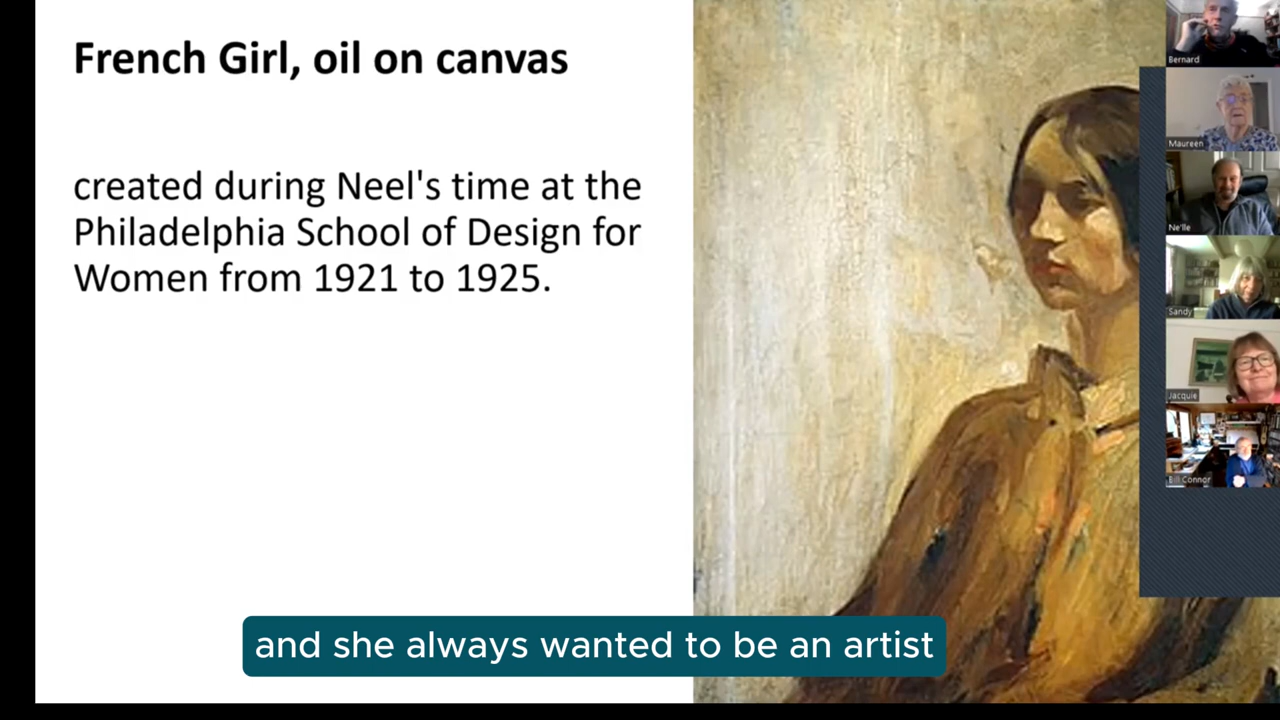 French Girl, oil on canvas
created during Neel's time at the
Philadelphia School of Design for
Women from 1921 to 1925.
and she always wanted to be an artist
Bernard
Maureen
Ne'lle
Sandy
Jacquie
Bill Connor